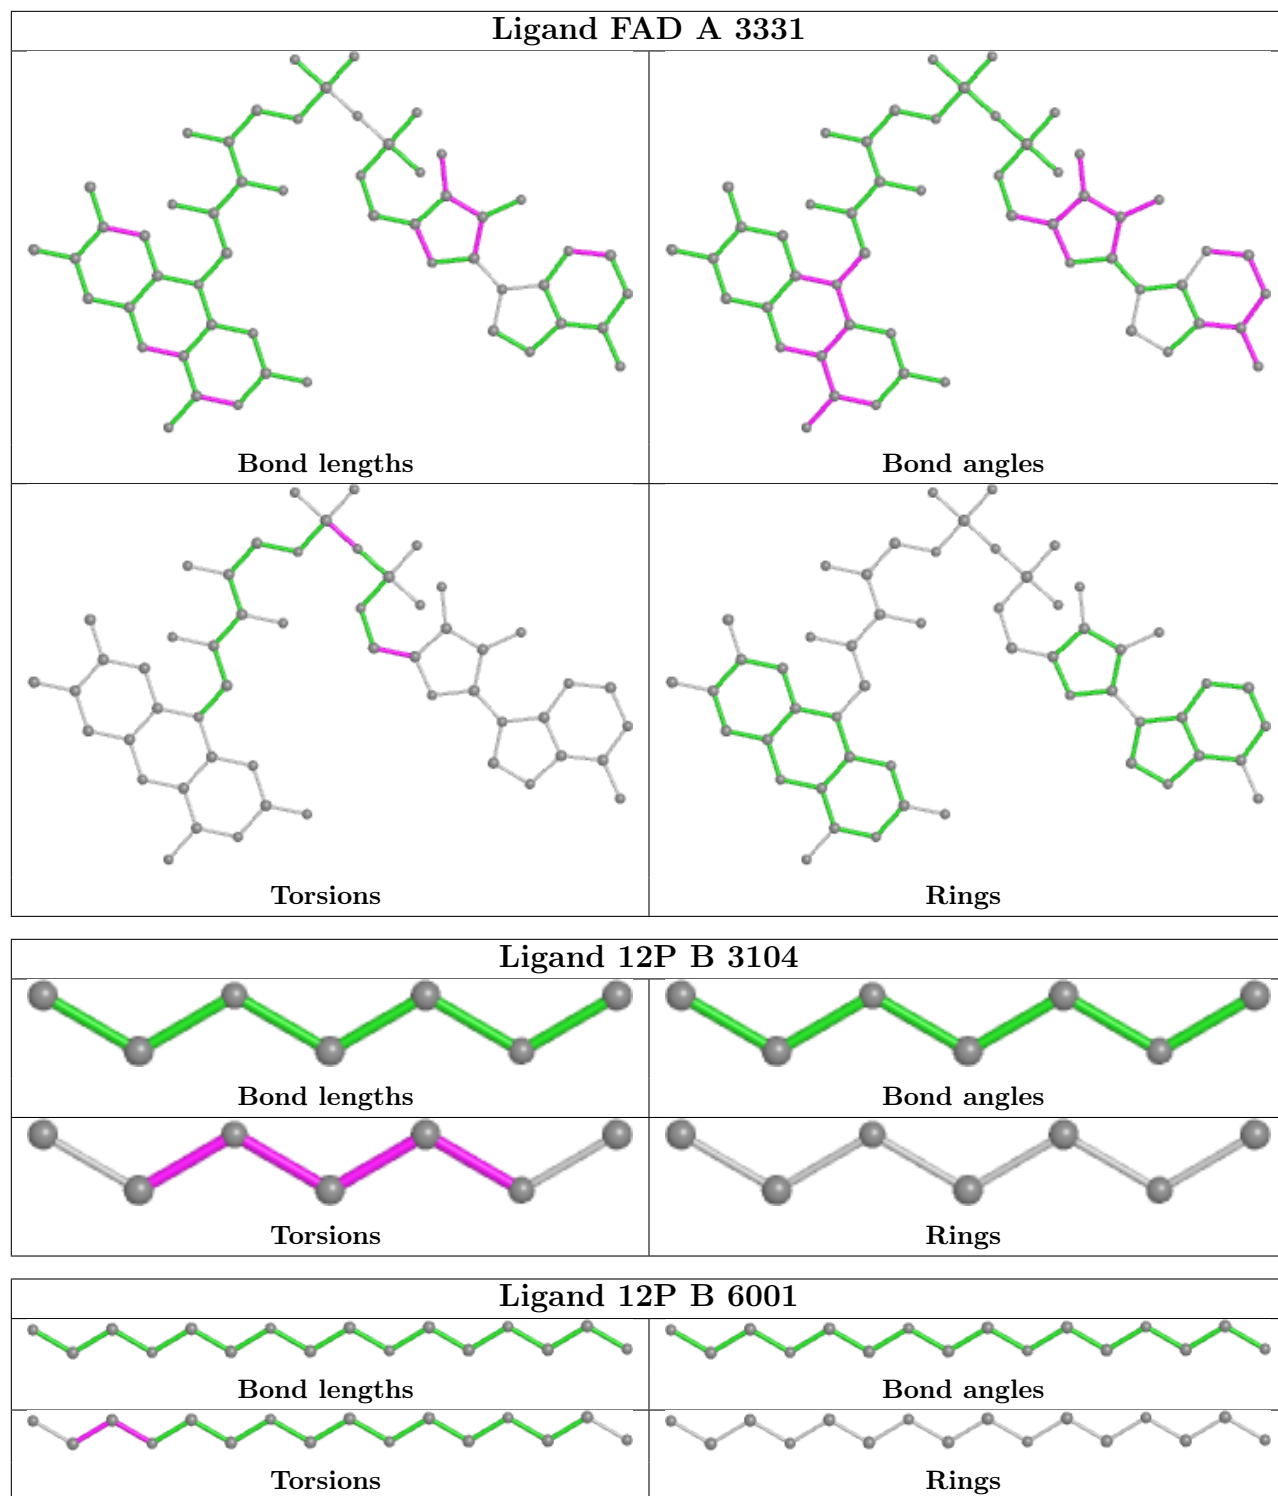 Ligand FAD A 3331
Bond lengths
Bond angles
Torsions
Rings
Ligand 12P B 3104
Bond lengths
Bond angles
Torsions
Rings
Ligand 12P B 6001
Bond lengths
Bond angles
Torsions
Rings